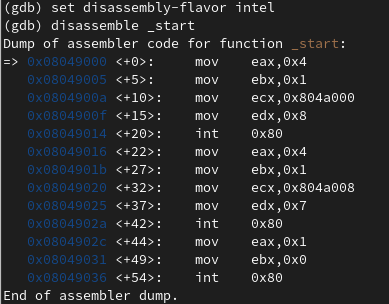 (gdb) set disassembly-flavor intel
(gdb) disassemble _start
Dump of assembler code for function _start:
=> 0x08049000 <+0>:     mov    eax,0x4
   0x08049005 <+5>:     mov    ebx,0x1
   0x0804900a <+10>:    mov    ecx,0x804a000
   0x0804900f <+15>:    mov    edx,0x8
   0x08049014 <+20>:    int    0x80
   0x08049016 <+22>:    mov    eax,0x4
   0x0804901b <+27>:    mov    ebx,0x1
   0x08049020 <+32>:    mov    ecx,0x804a008
   0x08049025 <+37>:    mov    edx,0x7
   0x0804902a <+42>:    int    0x80
   0x0804902c <+44>:    mov    eax,0x1
   0x08049031 <+49>:    mov    ebx,0x0
   0x08049036 <+54>:    int    0x80
End of assembler dump.